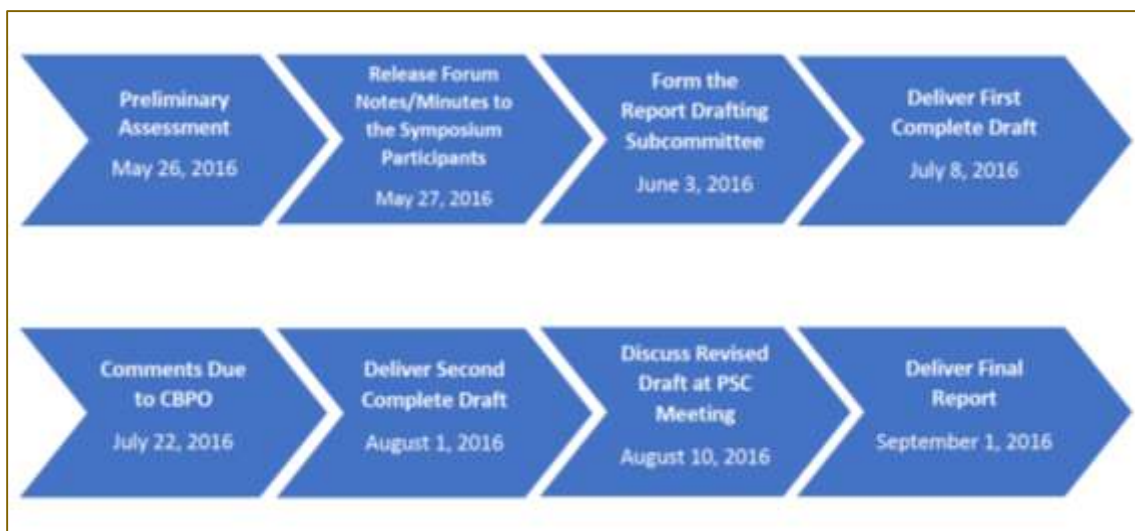 Preliminary
Assessment
May 26, 2016
Release Forum
Notes/Minutes to
the Symposium
Participants
May 27, 2016
Form the
Report Drafting
Subcommittee
June 3, 2016
Deliver First
Complete Draft
July 8, 2016
Comments Due
to CBPO
July 22, 2016
Deliver Second
Complete Draft
August 1, 2016
Discuss Revised
Draft at PSC
Meeting
August 10, 2016
Deliver Final
Report
September 1, 2016